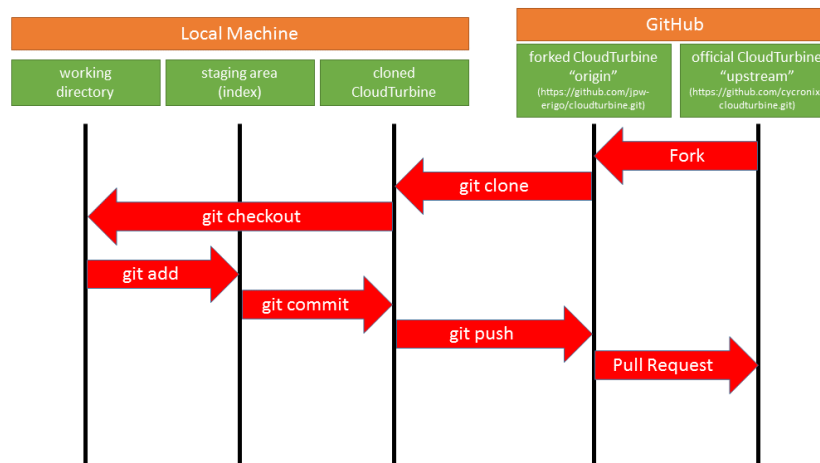 Local Machine
GitHub
working
directory
staging area
(index)
cloned
CloudTurbine
forked CloudTurbine
“origin”
(https://github.com/jpw-
erigo/cloudturbine.git)
official CloudTurbine
“upstream”
(https://github.com/cycronix/
cloudturbine.git)
Fork
git clone
git checkout
git add
git commit
git push
Pull Request